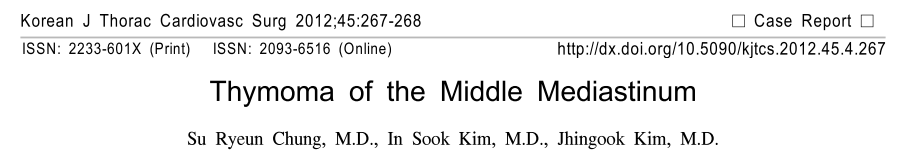 Korean J Thorac Cardiovasc Surg 2012;45:267-268
□ Case Report □
ISSN: 2233-601X (Print) ISSN: 2093-6516 (Online)
http://dx.doi.org/10.5090/kjtcs.2012.45.4.267
Thymoma of the Middle Mediastinum
Su Ryeun Chung, M.D., In Sook Kim, M.D., Jhingook Kim, M.D.